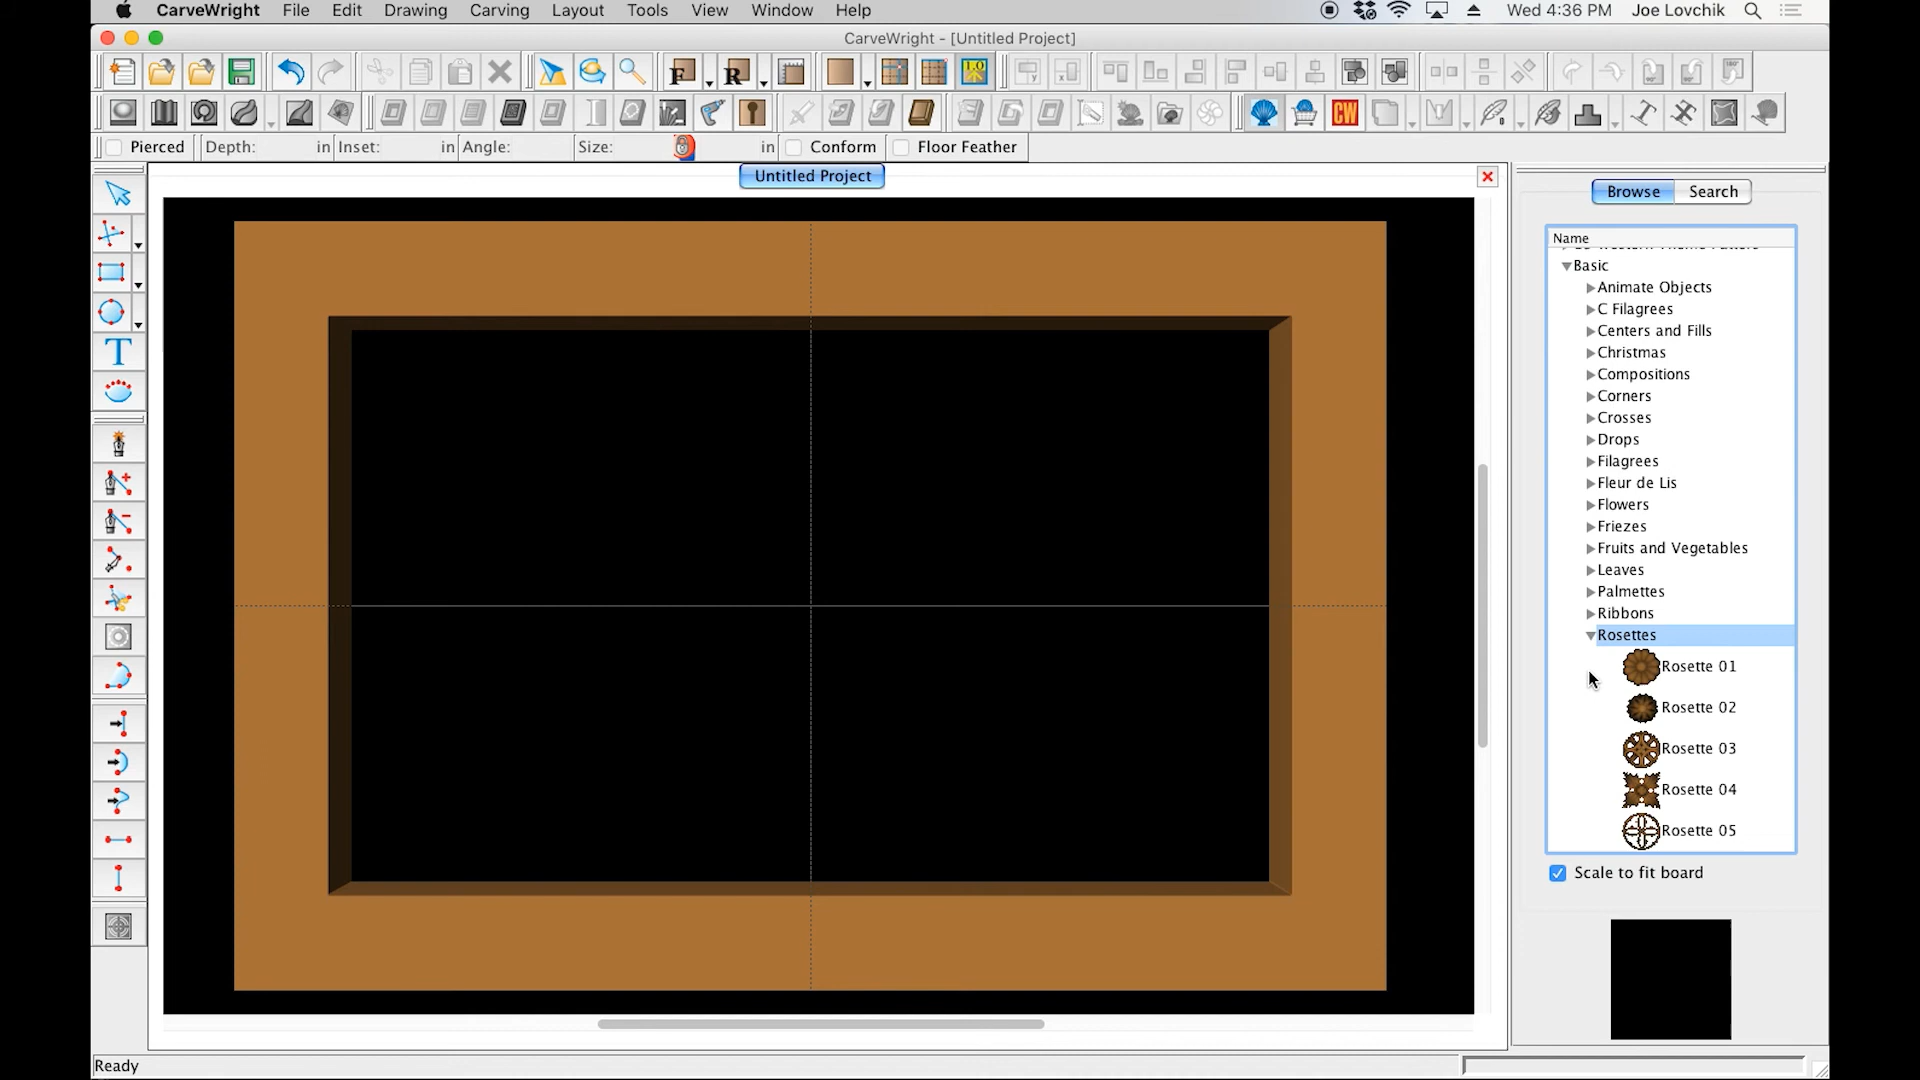 CarveWright File Edit Drawing Carving Layout Tools View Window Help Wed 4:36 PM Joe Lovchik
CarveWright - [Untitled Project]
F R 1.0
CW
Pierced Depth: in Inset: in Angle: Size: in Conform Floor Feather
Untitled Project
Browse Search
Name
Basic
Animate Objects
C Filagrees
Centers and Fills
Christmas
Compositions
Corners
Crosses
Drops
Filagrees
Fleur de Lis
Flowers
Friezes
Fruits and Vegetables
Leaves
Palmettes
Ribbons
Rosettes
Rosette 01
Rosette 02
Rosette 03
Rosette 04
Rosette 05
Scale to fit board
T
Ready